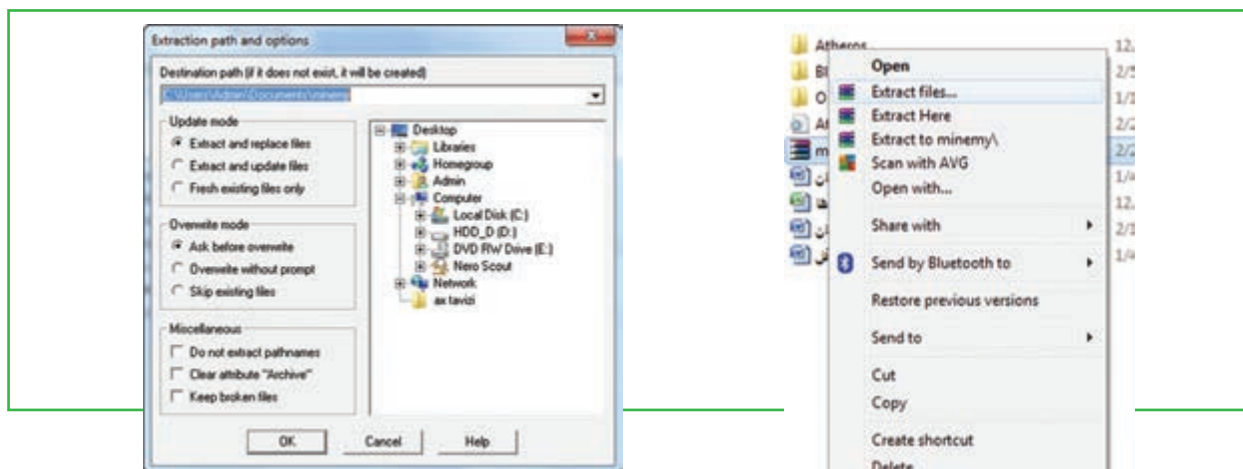 Extraction path and options
Destination path (if it does not exist, it will be created)
C:\Users\Admin\Documents\minemy
Update mode
Extract and replace files
Extract and update files
Fresh existing files only
Overwrite mode
Ask before overwrite
Overwrite without prompt
Skip existing files
Miscellaneous
Do not extract pathnames
Clear attribute "Archive"
Keep broken files
Desktop
Libraries
Homegroup
Admin
Computer
Local Disk (C:)
HDD_D (D:)
DVD RW Drive (E:)
Nero Scout
Network
ax tavizi
OK
Cancel
Help
Atheros
Open
Extract files...
Extract Here
Extract to minemy\
Scan with AVG
Open with...
Share with
Send by Bluetooth to
Restore previous versions
Send to
Cut
Copy
Create shortcut
Delete